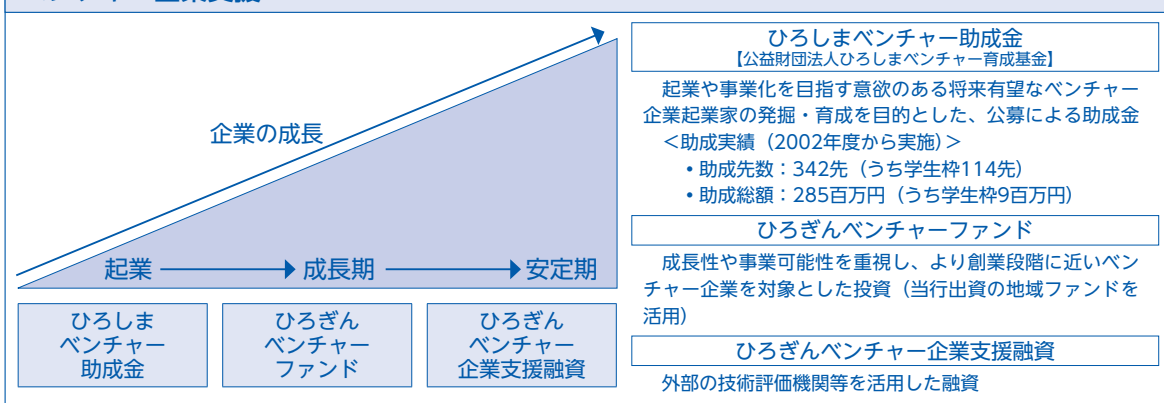 企業の成長
起業
成長期
安定期
ひろしま
ベンチャー
助成金
ひろぎん
ベンチャー
ファンド
ひろぎん
ベンチャー
企業支援融資
ひろしまベンチャー助成金
【公益財団法人ひろしまベンチャー育成基金】
起業や事業化を目指す意欲のある将来有望なベンチャー
企業起業家の発掘・育成を目的とした、公募による助成金
＜助成実績（2002年度から実施）＞
• 助成先数：342先（うち学生枠114先）
• 助成総額：285百万円（うち学生枠9百万円）
ひろぎんベンチャーファンド
成長性や事業可能性を重視し、より創業段階に近いベン
チャー企業を対象とした投資（当行出資の地域ファンドを
活用）
ひろぎんベンチャー企業支援融資
外部の技術評価機関等を活用した融資